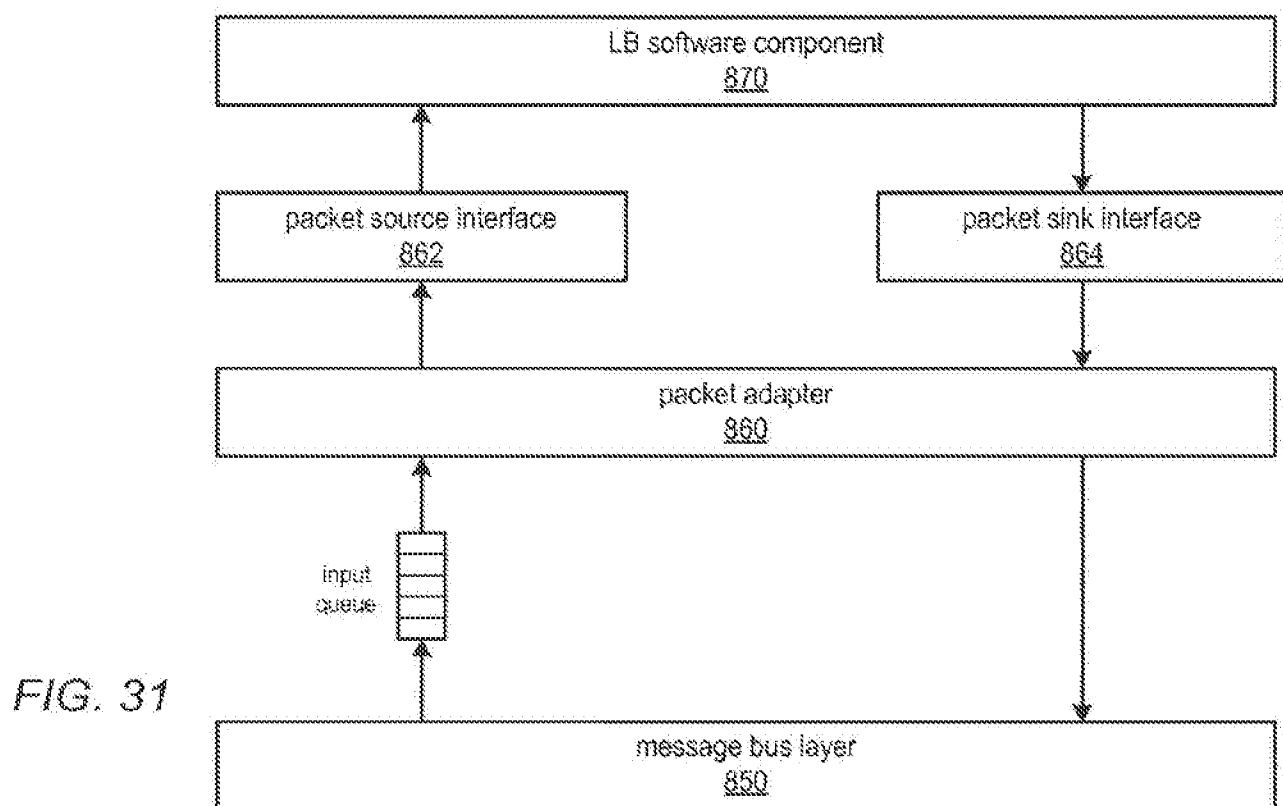 LB software component
870
packet source interface
862
packet sink interface
864
packet adapter
860
input
queue
FIG. 31
message bus layer
850